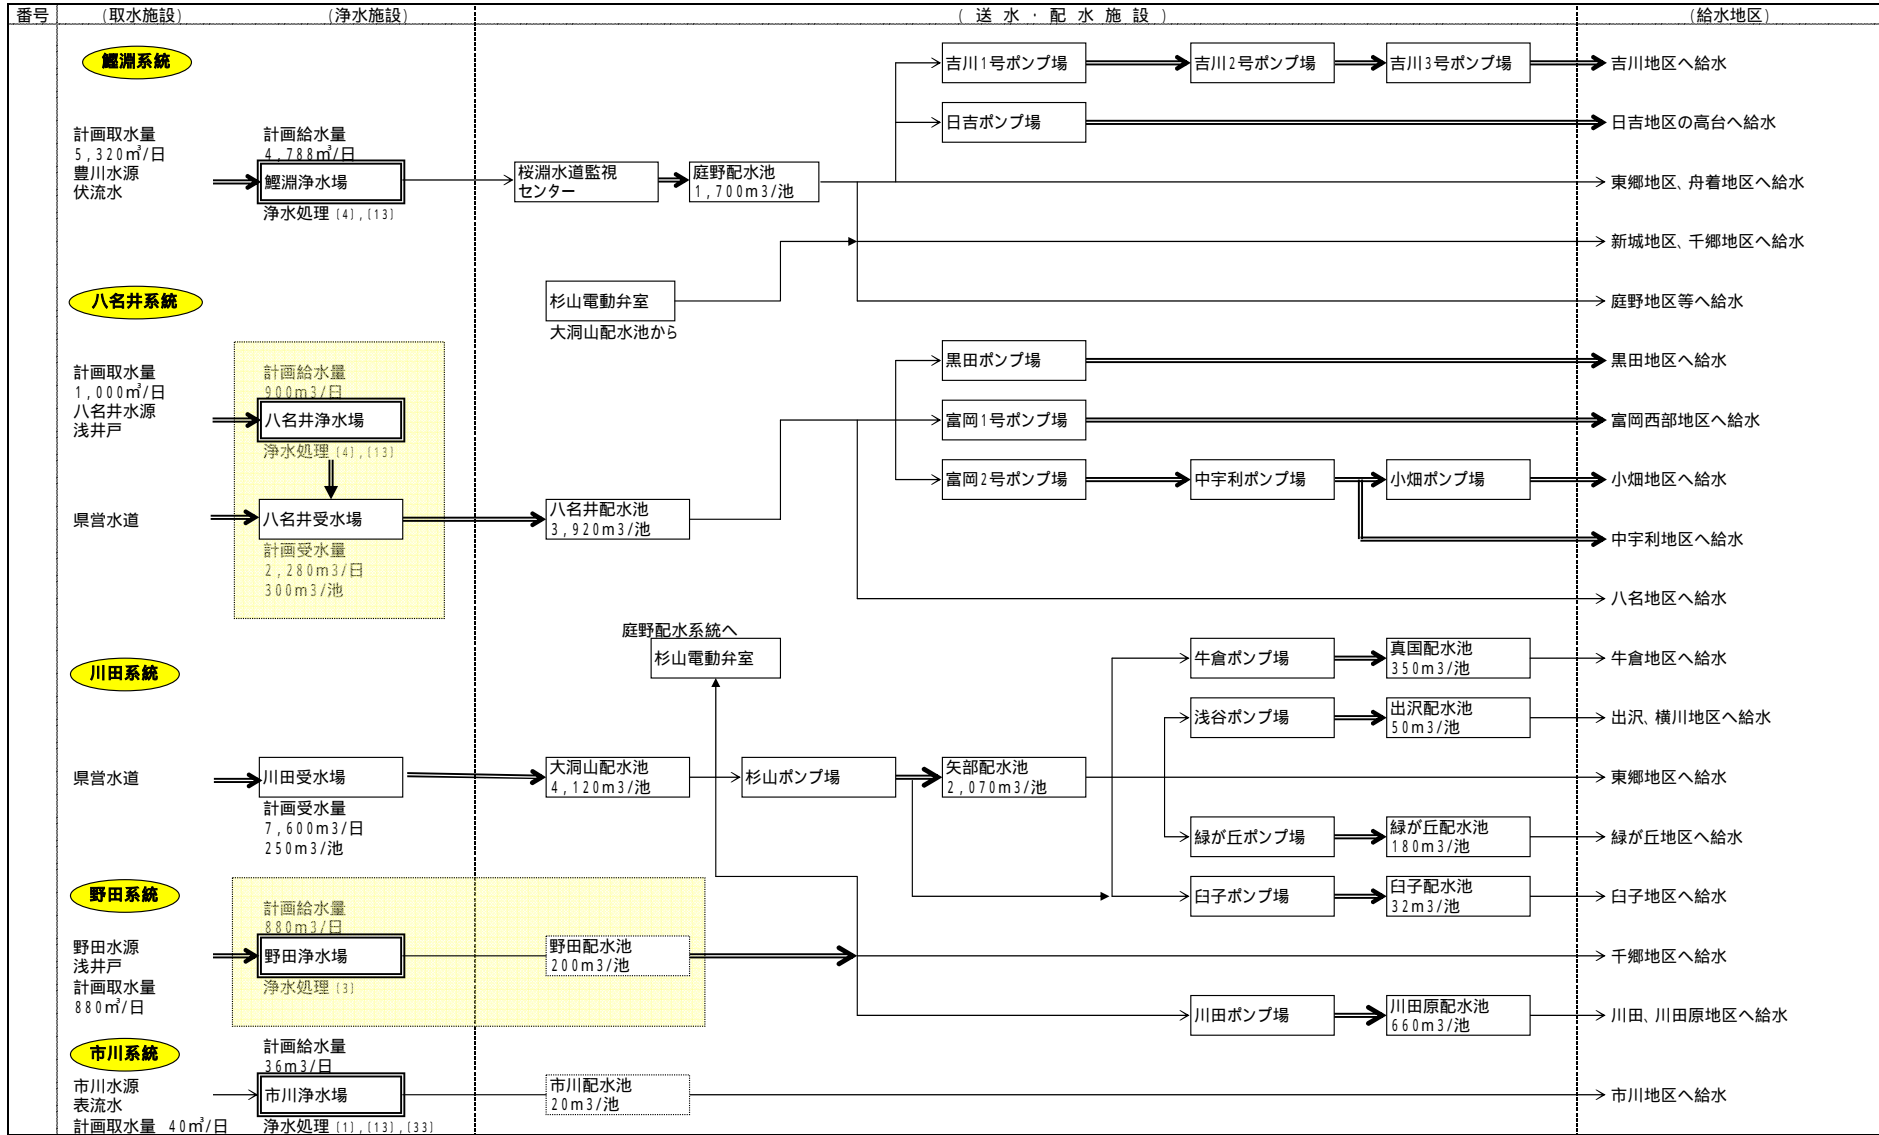 番号
(取水施設)
(浄水施設)
( 送 水 ・ 配 水 施 設 )
(給水地区)
鰹淵系統
計画取水量
5,320㎥/日
豊川水源
伏流水
計画給水量
4,788㎥/日
鰹淵浄水場
浄水処理 (4),(13)
桜淵水道監視
センター
庭野配水池
1,700m3/池
吉川1号ポンプ場
吉川2号ポンプ場
吉川3号ポンプ場
吉川地区へ給水
日吉ポンプ場
日吉地区の高台へ給水
東郷地区、舟着地区へ給水
新城地区、千郷地区へ給水
杉山電動弁室
大洞山配水池から
庭野地区等へ給水
八名井系統
計画取水量
1,000㎥/日
八名井水源
浅井戸
計画給水量
900m3/日
八名井浄水場
浄水処理 (4),(13)
県営水道
八名井受水場
計画受水量
2,280m3/日
300m3/池
八名井配水池
3,920m3/池
黒田ポンプ場
黒田地区へ給水
富岡1号ポンプ場
富岡西部地区へ給水
富岡2号ポンプ場
中宇利ポンプ場
小畑ポンプ場
小畑地区へ給水
中宇利地区へ給水
八名地区へ給水
川田系統
庭野配水系統へ
杉山電動弁室
県営水道
川田受水場
計画受水量
7,600m3/日
250m3/池
大洞山配水池
4,120m3/池
杉山ポンプ場
矢部配水池
2,070m3/池
牛倉ポンプ場
真国配水池
350m3/池
牛倉地区へ給水
浅谷ポンプ場
出沢配水池
50m3/池
出沢、横川地区へ給水
東郷地区へ給水
緑が丘ポンプ場
緑が丘配水池
180m3/池
緑が丘地区へ給水
臼子ポンプ場
臼子配水池
32m3/池
臼子地区へ給水
野田系統
野田水源
浅井戸
計画取水量
880㎥/日
計画給水量
880m3/日
野田浄水場
浄水処理 (3)
野田配水池
200m3/池
千郷地区へ給水
川田ポンプ場
川田原配水池
660m3/池
川田、川田原地区へ給水
市川系統
市川水源
表流水
計画取水量 40㎥/日
計画給水量
36m3/日
市川浄水場
浄水処理 (1),(13),(33)
市川配水池
20m3/池
市川地区へ給水